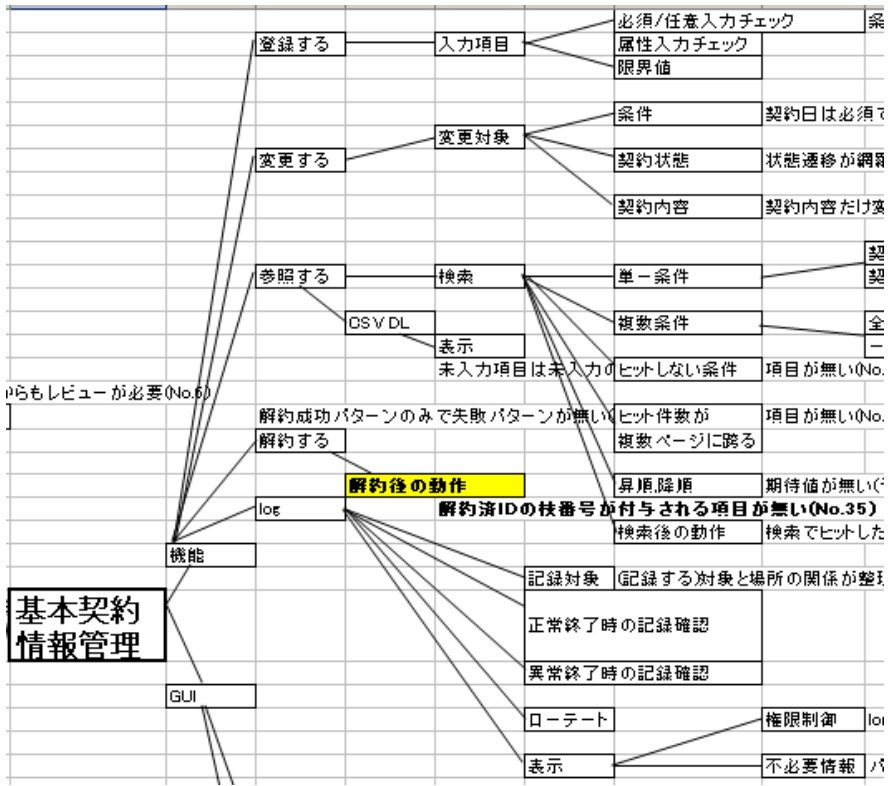 必須/任意入力チェック 条
登録する 入力項目 属性入力チェック
限界値
条件 契約日は必須で
変更対象
変更する 契約状態 状態遷移が網羅
契約内容 契約内容だけ変
契
参照する 検索 単一条件 契
CSV DL 複数条件 全
表示 一
未入力項目は未入力の ヒットしない条件 項目が無い(No.
からもレビューが必要(No.6)
解約成功パターンのみで失敗パターンが無い( ヒット件数が 項目が無い(No.
解約する 複数ページに跨る
解約後の動作 昇順,降順 期待値が無い(
log 解約済IDの枝番号が付与される項目が無い(No.35)
検索後の動作 検索でヒットした
機能
記録対象 (記録する)対象と場所の関係が整理
基本契約
情報管理
正常終了時の記録確認
異常終了時の記録確認
GUI
ローテート 権限制御 lo
表示 不必要情報 パ